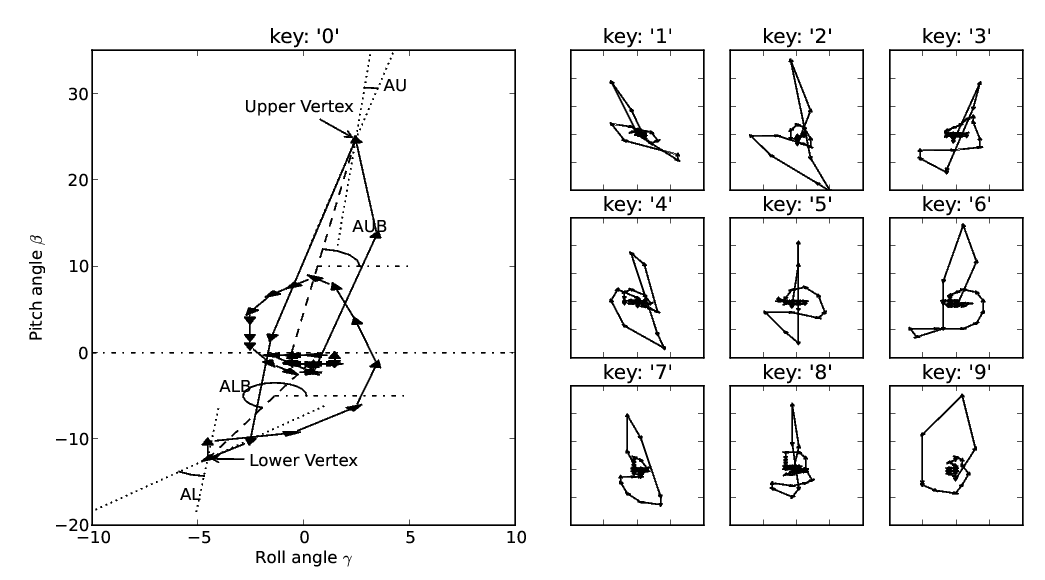 key: '0'
key: '1'
key: '2'
key: '3'
AU
30
Upper Vertex
20
key: '4'
key: '5'
key: '6'
AUB
Pitch angle β
10
0
key: '7'
key: '8'
key: '9'
ALB
−10
Lower Vertex
AL
−20
−10
−5
0
5
10
Roll angle γ